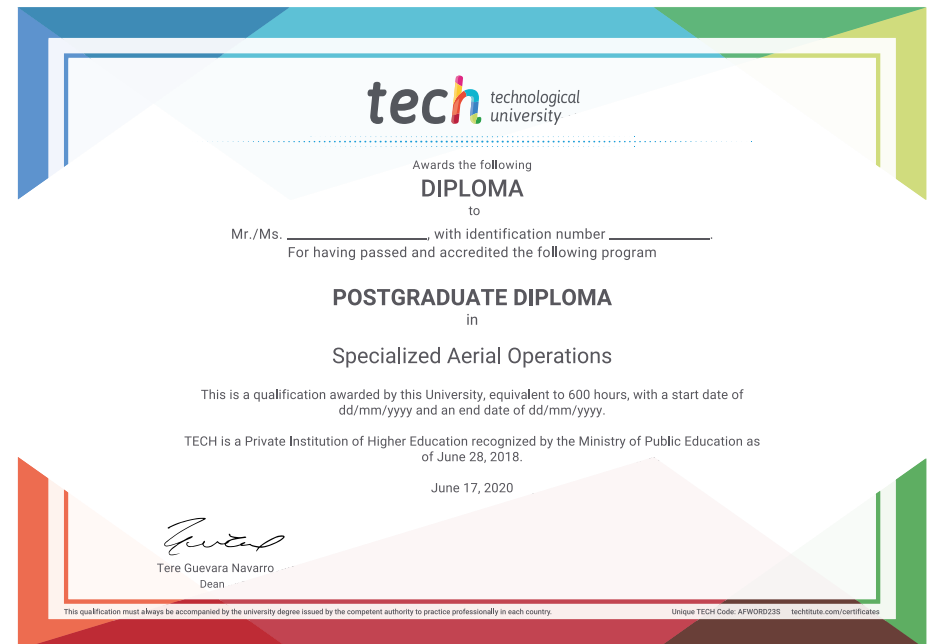 tech technological
university
Awards the following
DIPLOMA
to
Mr./Ms. ____________________, with identification number ______________.
For having passed and accredited the following program
POSTGRADUATE DIPLOMA
in
Specialized Aerial Operations
This is a qualification awarded by this University, equivalent to 600 hours, with a start date of
dd/mm/yyyy and an end date of dd/mm/yyyy.
TECH is a Private Institution of Higher Education recognized by the Ministry of Public Education as
of June 28, 2018.
June 17, 2020
Tere Guevara Navarro
Dean
This qualification must always be accompanied by the university degree issued by the competent authority to practice professionally in each country.
Unique TECH Code: AFWORD23S techtitute.com/certificates